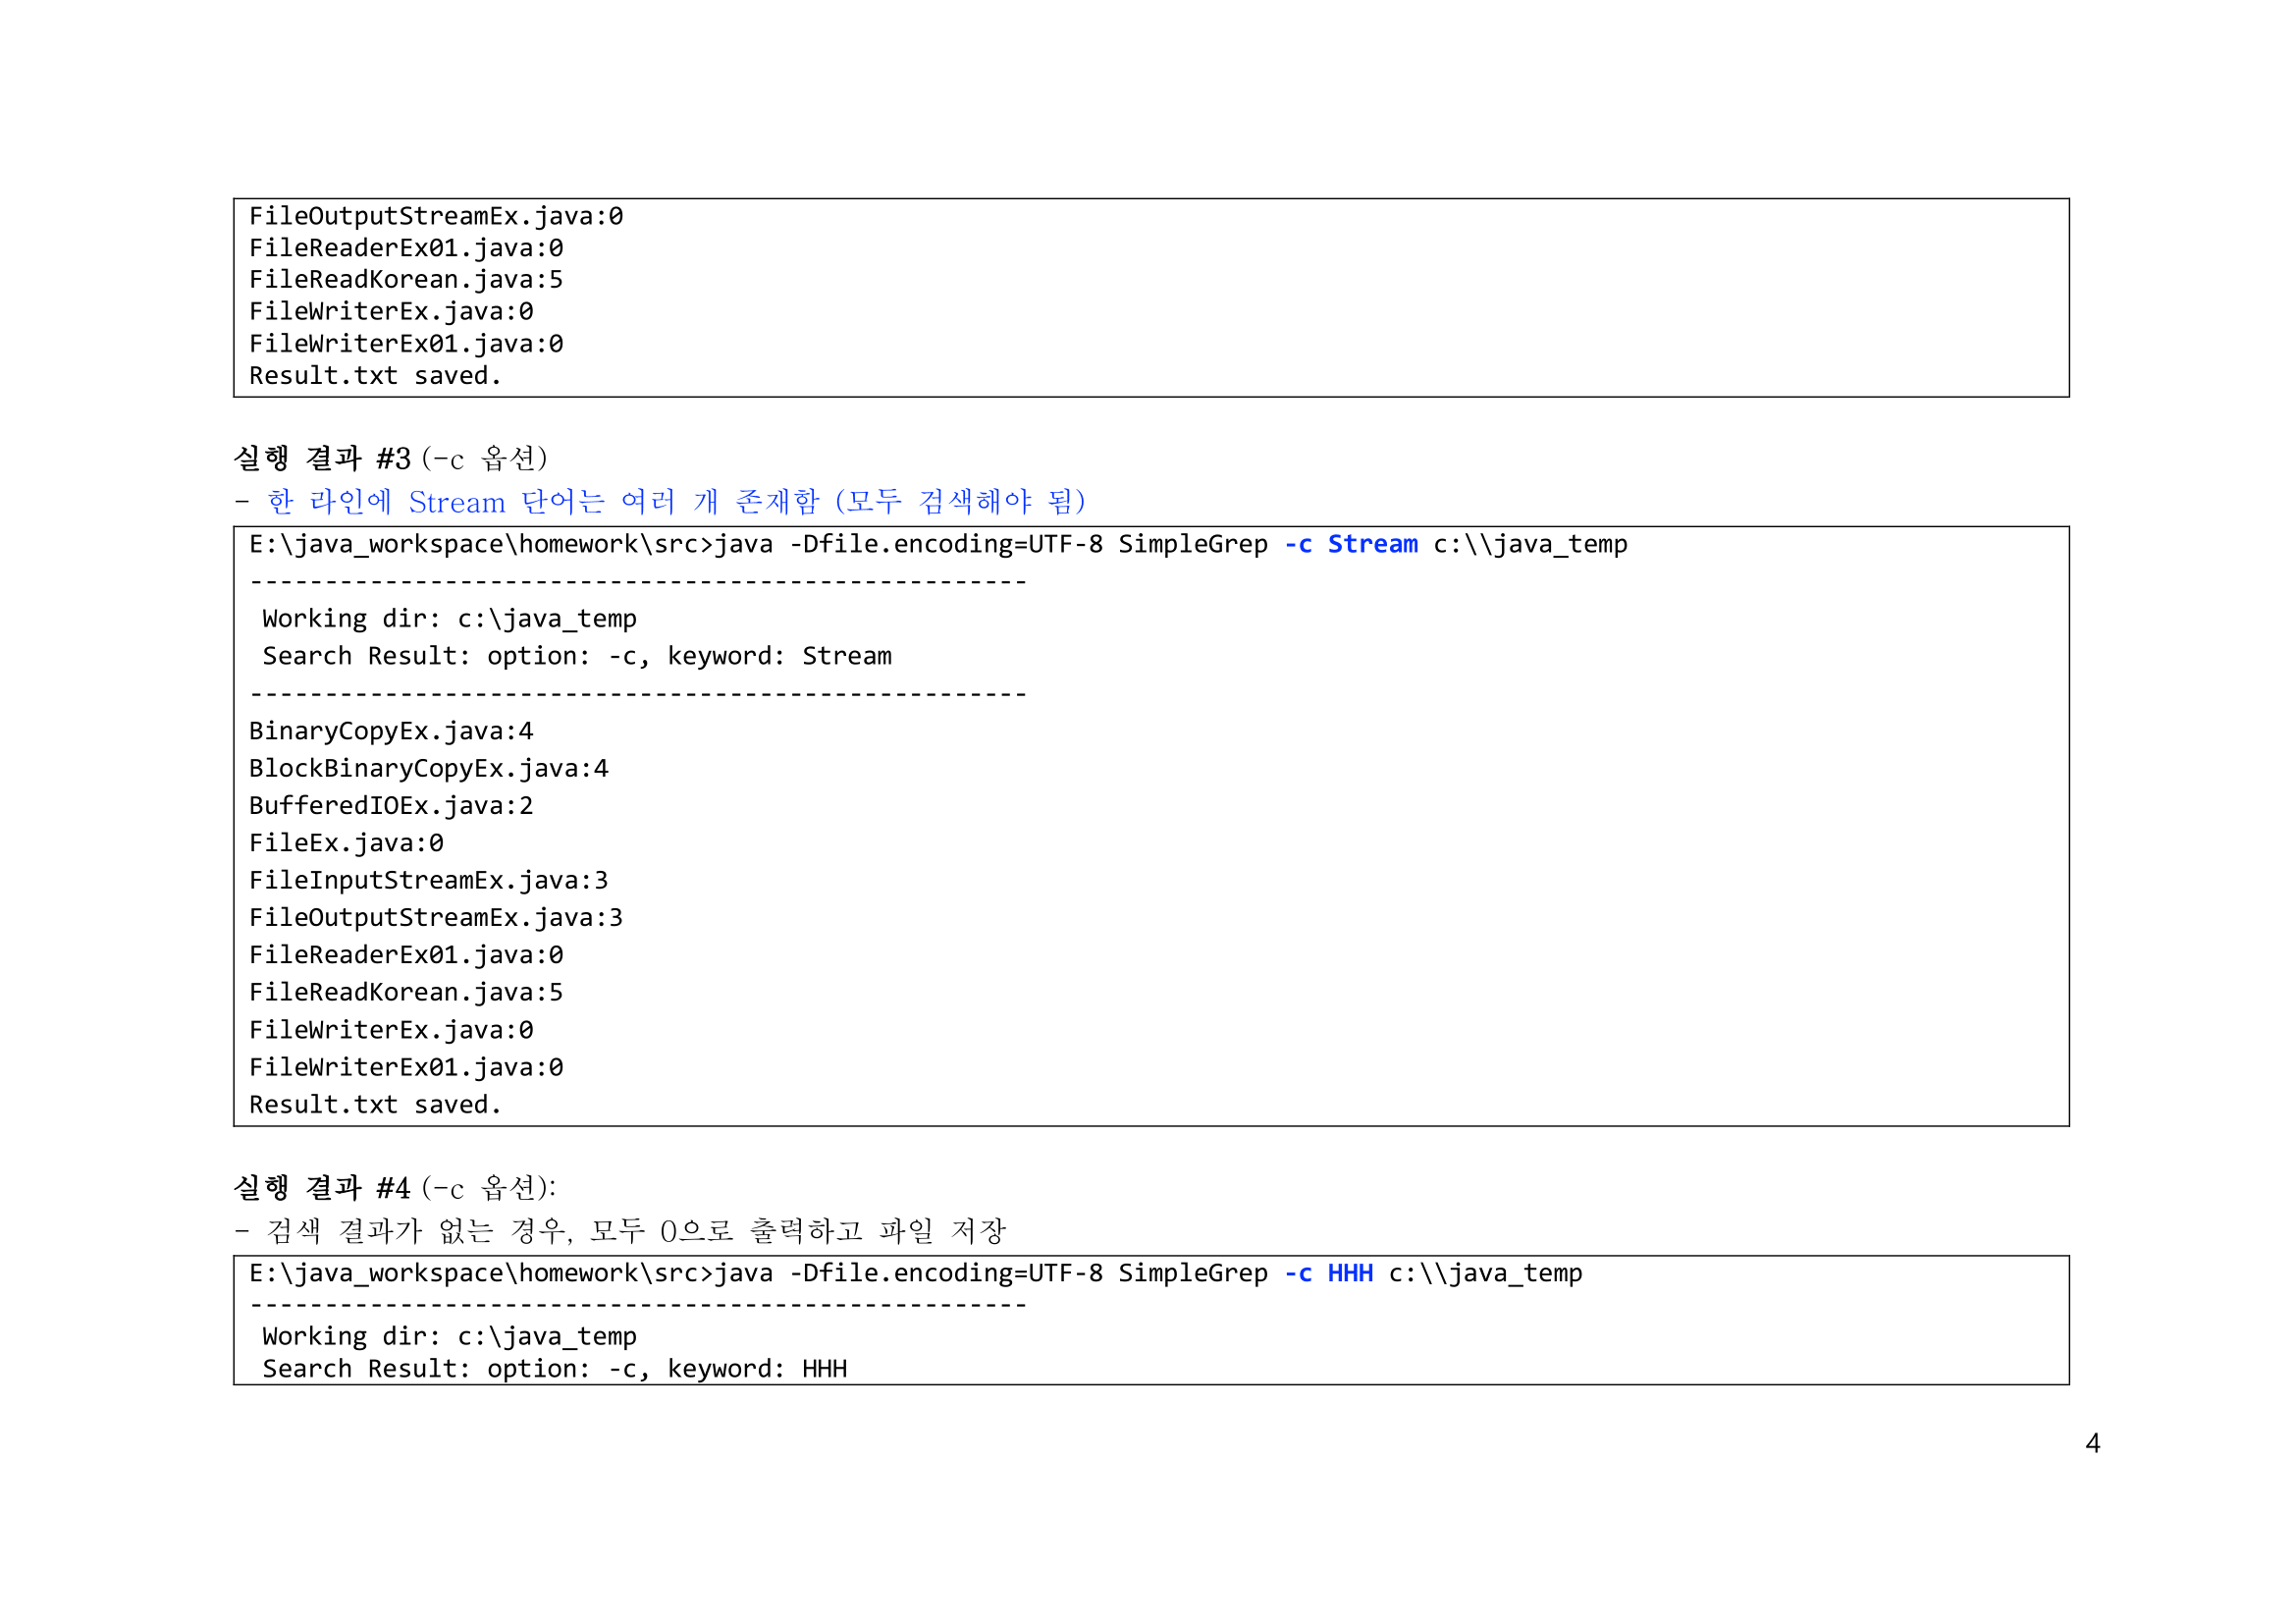 FileOutputStreamEx.java:0
FileReaderEx01.java:0
FileReadKorean.java:5
FileWriterEx.java:0
FileWriterEx01.java:0
Result.txt saved.
실행 결과 #3 (-c 옵션)
- 한 라인에 Stream 단어는 여러 개 존재함 (모두 검색해야 됨)
E:\java_workspace\homework\src>java -Dfile.encoding=UTF-8 SimpleGrep -c Stream c:\\java_temp
----------------------------------------------------
Working dir: c:\java_temp
Search Result: option: -c, keyword: Stream
----------------------------------------------------
BinaryCopyEx.java:4
BlockBinaryCopyEx.java:4
BufferedIOEx.java:2
FileEx.java:0
FileInputStreamEx.java:3
FileOutputStreamEx.java:3
FileReaderEx01.java:0
FileReadKorean.java:5
FileWriterEx.java:0
FileWriterEx01.java:0
Result.txt saved.
실행 결과 #4 (-c 옵션):
- 검색 결과가 없는 경우, 모두 0으로 출력하고 파일 저장
E:\java_workspace\homework\src>java -Dfile.encoding=UTF-8 SimpleGrep -c HHH c:\\java_temp
----------------------------------------------------
Working dir: c:\java_temp
Search Result: option: -c, keyword: HHH
4